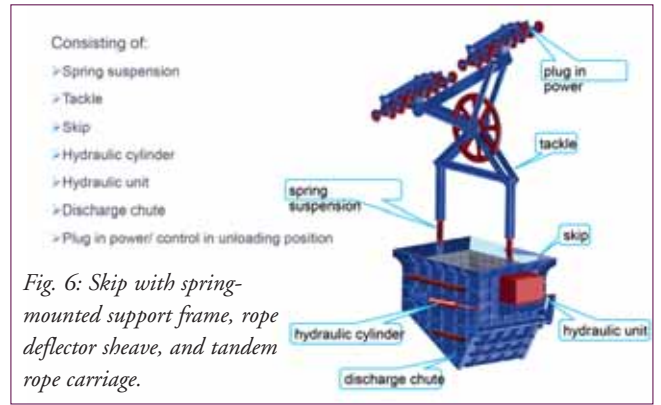 Consisting of:
➢Spring suspension
➢Tackle
➢Skip
➢Hydraulic cylinder
➢Hydraulic unit
➢Discharge chute
➢Plug in power/ control in unloading position
Fig. 6: Skip with spring-
mounted support frame, rope
deflector sheave, and tandem
rope carriage.
plug in
power
tackle
spring
suspension
skip
hydraulic cylinder
hydraulic unit
discharge chute